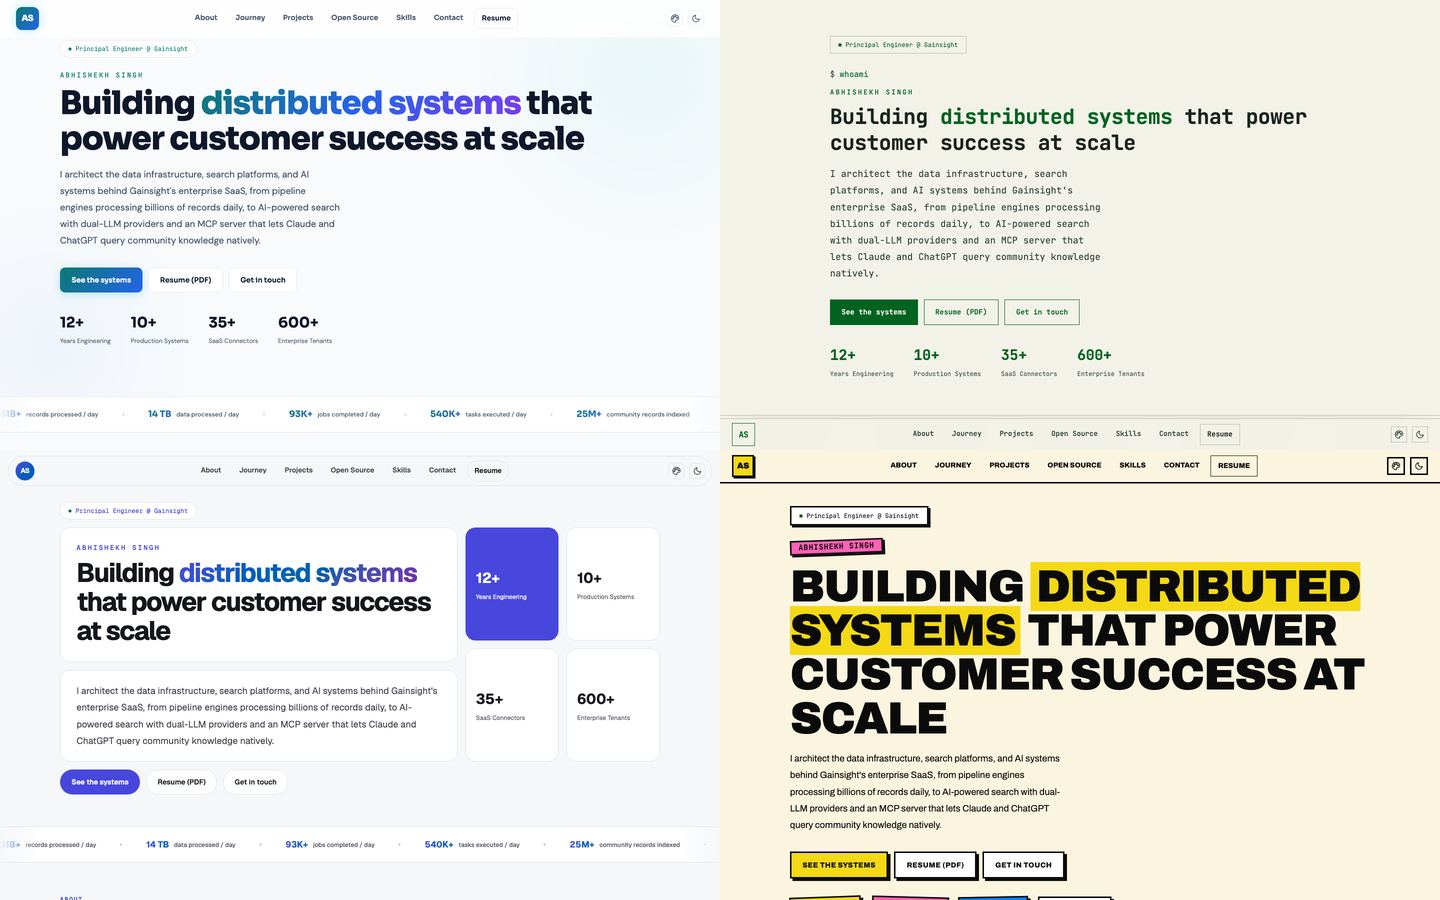 AS
About Journey Projects Open Source Skills Contact Resume
Principal Engineer @ Gainsight
ABHISHEKH SINGH
Building distributed systems that
power customer success at scale
I architect the data infrastructure, search platforms, and AI
systems behind Gainsight's enterprise SaaS, from pipeline
engines processing billions of records daily, to AI-powered search
with dual-LLM providers and an MCP server that lets Claude and
ChatGPT query community knowledge natively.
See the systems Resume (PDF) Get in touch
12+ 10+ 35+ 600+
Years Engineering Production Systems SaaS Connectors Enterprise Tenants
records processed / day 14 TB data processed / day 93K+ jobs completed / day 540K+ tasks executed / day 25M+ community records indexed
Principal Engineer @ Gainsight
$ whoami
ABHISHEKH SINGH
Building distributed systems that power
customer success at scale
I architect the data infrastructure, search
platforms, and AI systems behind Gainsight's
enterprise SaaS, from pipeline engines processing
billions of records daily, to AI-powered search
with dual-LLM providers and an MCP server that
lets Claude and ChatGPT query community knowledge
natively.
See the systems Resume (PDF) Get in touch
12+ 10+ 35+ 600+
Years Engineering Production Systems SaaS Connectors Enterprise Tenants
AS About Journey Projects Open Source Skills Contact Resume
AS
About Journey Projects Open Source Skills Contact Resume
Principal Engineer @ Gainsight
ABHISHEKH SINGH
Building distributed systems
that power customer success
at scale
12+
Years Engineering
10+
Production Systems
35+
SaaS Connectors
600+
Enterprise Tenants
I architect the data infrastructure, search platforms, and AI systems behind Gainsight's
enterprise SaaS, from pipeline engines processing billions of records daily, to AI-
powered search with dual-LLM providers and an MCP server that lets Claude and
ChatGPT query community knowledge natively.
See the systems Resume (PDF) Get in touch
records processed / day 14 TB data processed / day 93K+ jobs completed / day 540K+ tasks executed / day 25M+ community records indexed
AS ABOUT JOURNEY PROJECTS OPEN SOURCE SKILLS CONTACT RESUME
Principal Engineer @ Gainsight
ABHISHEKH SINGH
BUILDING DISTRIBUTED
SYSTEMS THAT POWER
CUSTOMER SUCCESS AT
SCALE
I architect the data infrastructure, search platforms, and AI systems
behind Gainsight's enterprise SaaS, from pipeline engines
processing billions of records daily, to AI-powered search with dual-
LLM providers and an MCP server that lets Claude and ChatGPT
query community knowledge natively.
SEE THE SYSTEMS RESUME (PDF) GET IN TOUCH